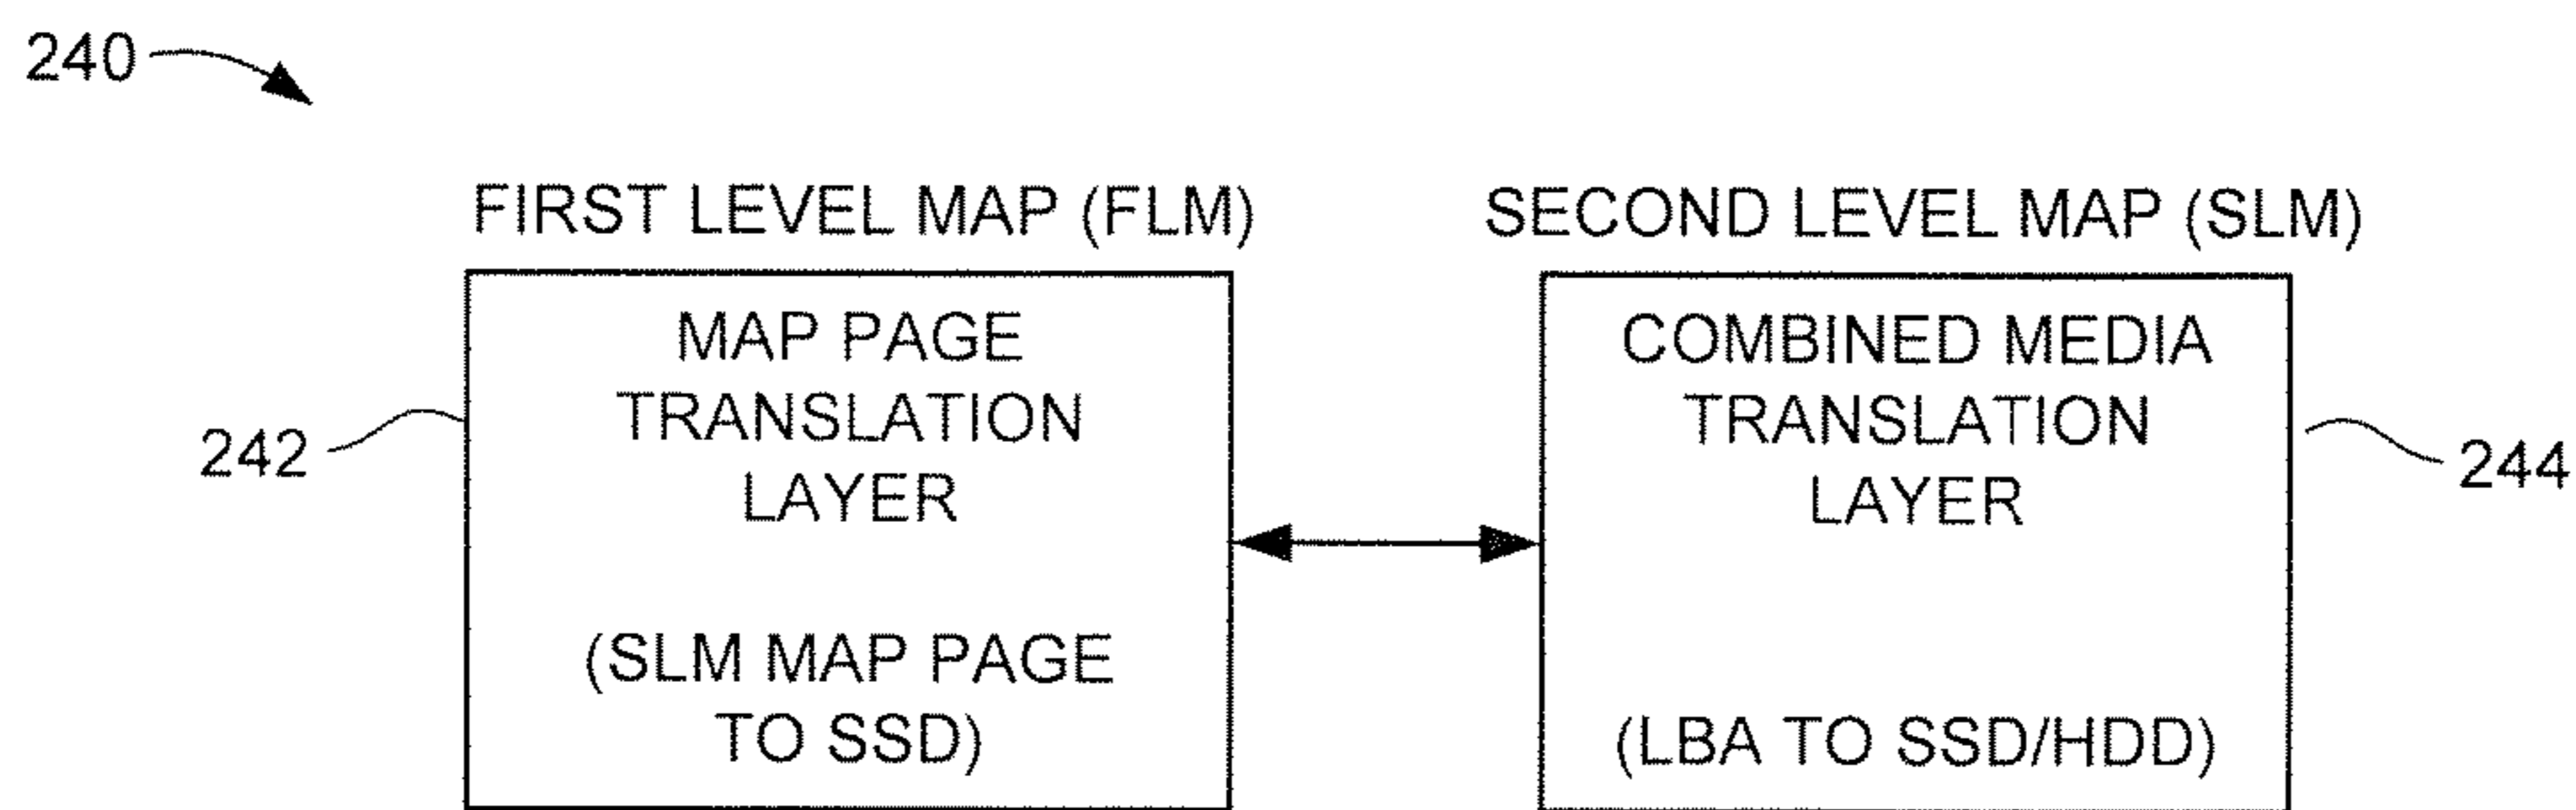 240
FIRST LEVEL MAP (FLM)
SECOND LEVEL MAP (SLM)
MAP PAGE
TRANSLATION
LAYER
(SLM MAP PAGE
TO SSD)
242
COMBINED MEDIA
TRANSLATION
LAYER
(LBA TO SSD/HDD)
244